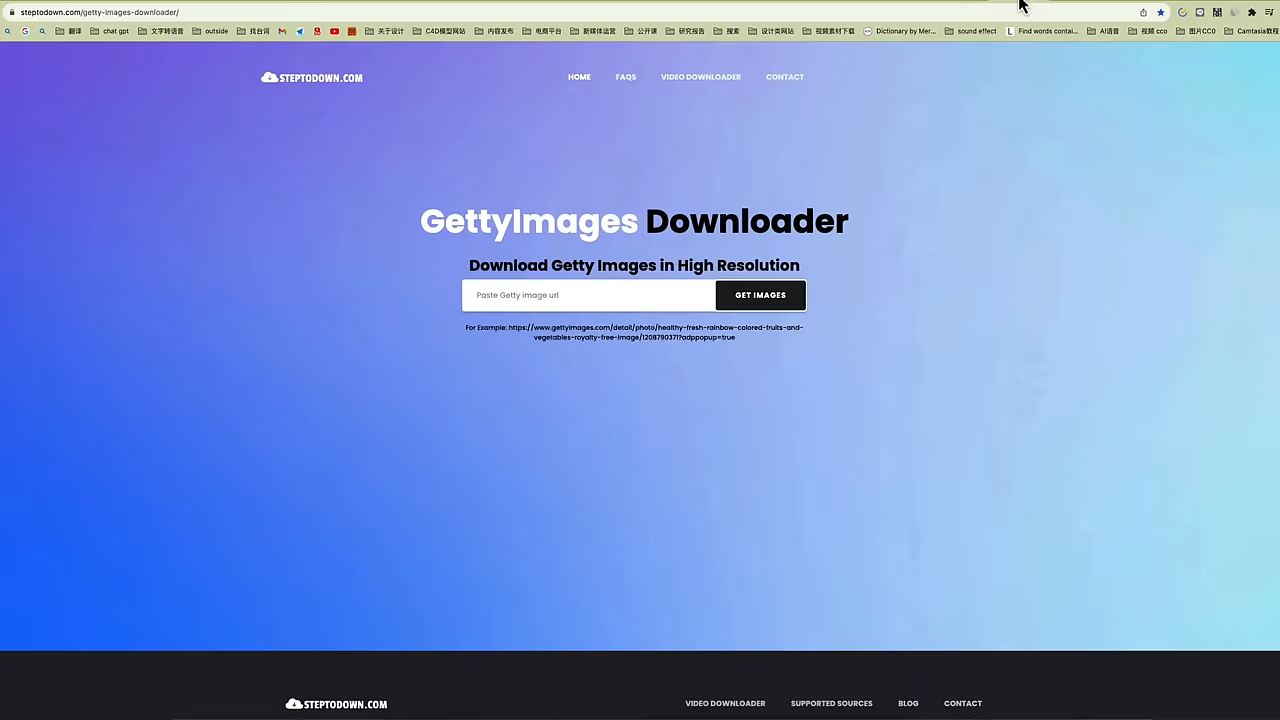 steptodown.com/getty-images-downloader/
翻译 chat gpt 文字转语音 outside 找台词 关于设计 C4D模型网站 内容发布 电商平台 新媒体运营 公开课 研究报告 搜索 设计类网站 视频素材下载 Dictionary by Mer... sound effect Find words contai... AI语音 视频 cco 图片CC0 Camtasia教程
STEPTODOWN.COM HOME FAQS VIDEO DOWNLOADER CONTACT
GettyImages Downloader
Download Getty Images in High Resolution
Paste Getty image url GET IMAGES
For Example: https://www.gettyimages.com/detail/photo/healthy-fresh-rainbow-colored-fruits-and-
vegetables-royalty-free-image/1208790371?adppopup=true
STEPTODOWN.COM VIDEO DOWNLOADER SUPPORTED SOURCES BLOG CONTACT